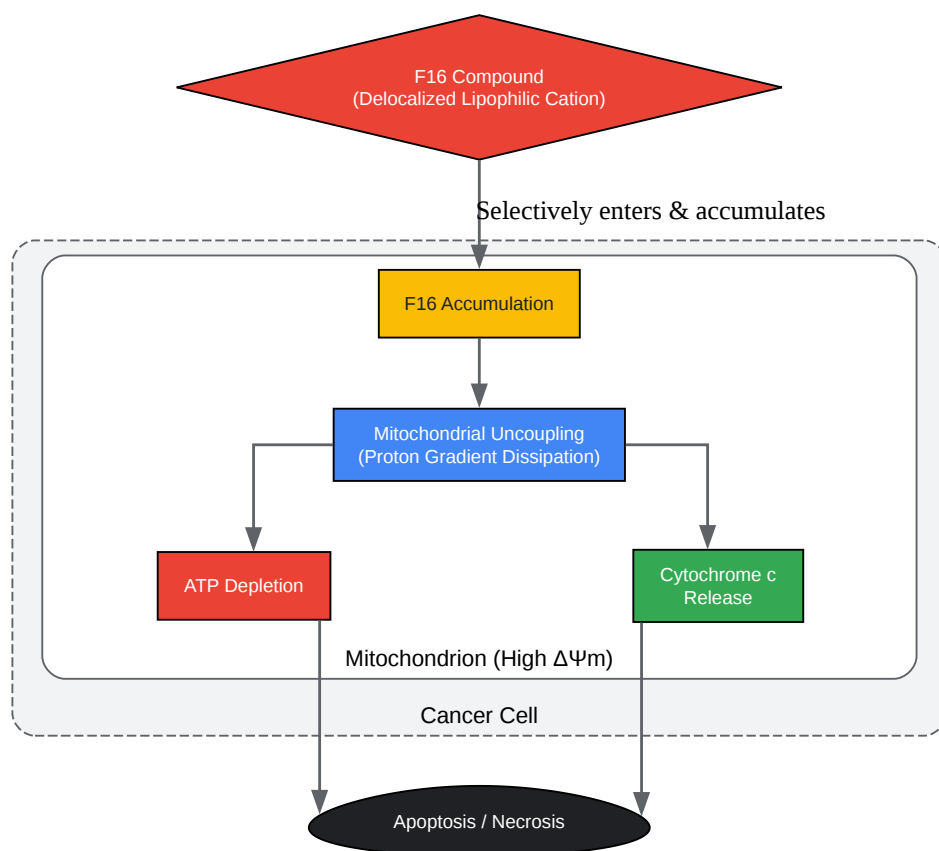 F16 Compound
(Delocalized Lipophilic Cation)
Selectively enters & accumulates
F16 Accumulation
Mitochondrial Uncoupling
(Proton Gradient Dissipation)
ATP Depletion
Cytochrome c
Release
Mitochondrion (High ΔΨm)
Cancer Cell
Apoptosis / Necrosis